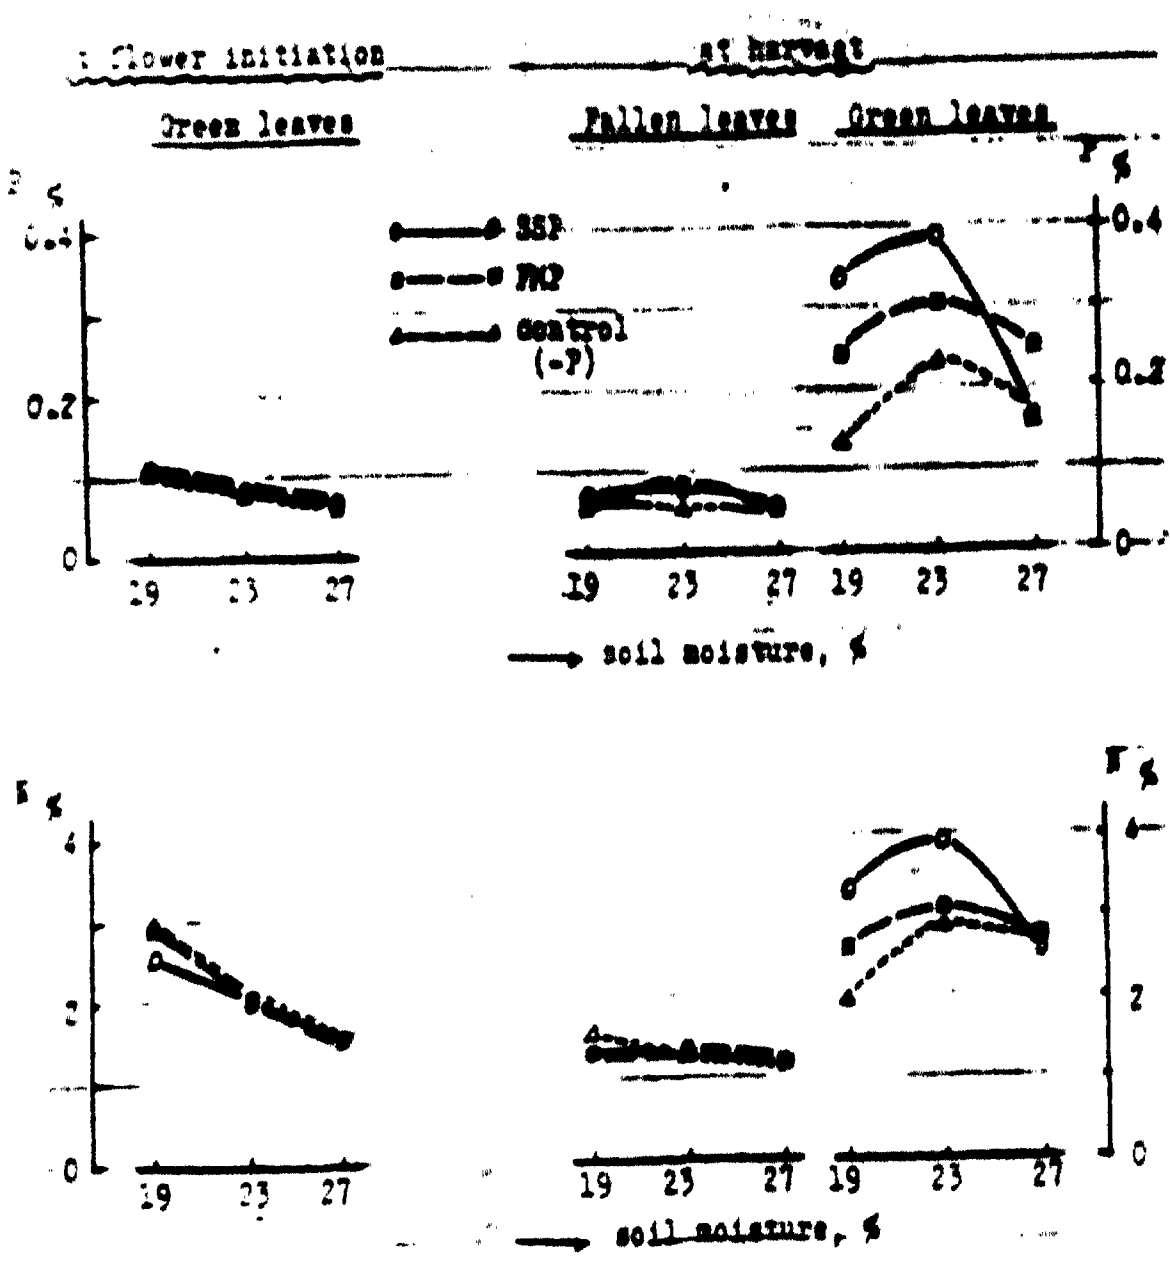 flower initiation
at harvest
Green leaves
Fallen leaves Green leaves
P %
P %
0.4
SSP
0.4
FMP
Control
(-P)
0.2
0.2
0
0
19 23 27
19 23 27 19 23 27
soil moisture, %
%
N %
4
4
2
2
0
0
19 23 27
19 23 27 19 23 27
soil moisture, %